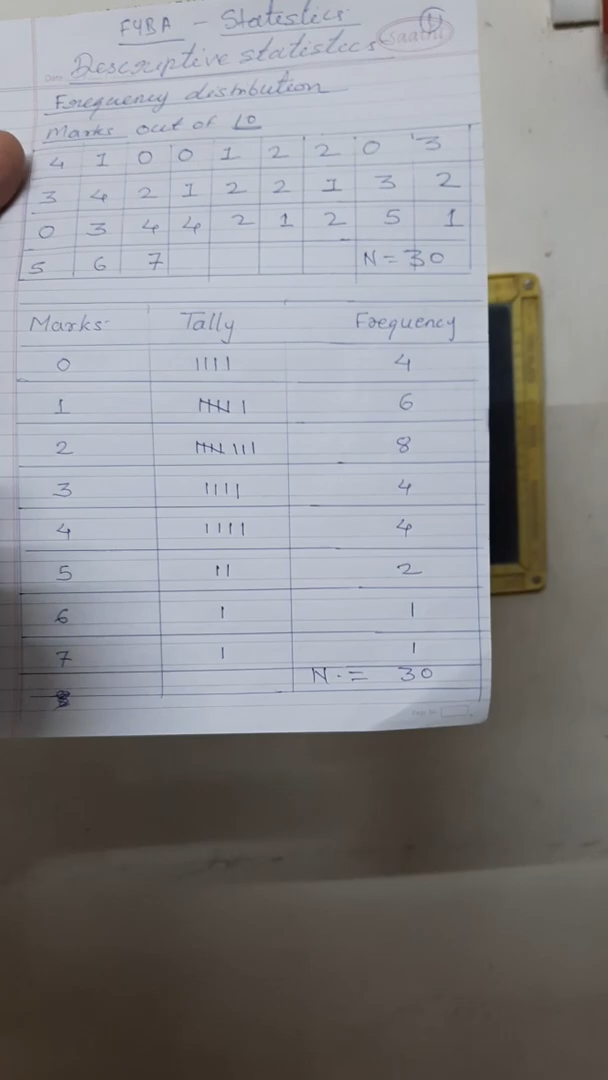 FYBA - Statistics 1
Descriptive statistics Saathi
Date
Frequency distribution
Marks out of 10
4 1 0 0 1 2 2 0 3
3 4 2 1 2 2 1 3 2
0 3 4 4 2 1 2 5 1
5 6 7 N = 30
Marks Tally Frequency
0 |||| 4
1 𝍸 | 6
2 𝍸 ||| 8
3 |||| 4
4 |||| 4
5 || 2
6 | 1
7 | 1
N = 30